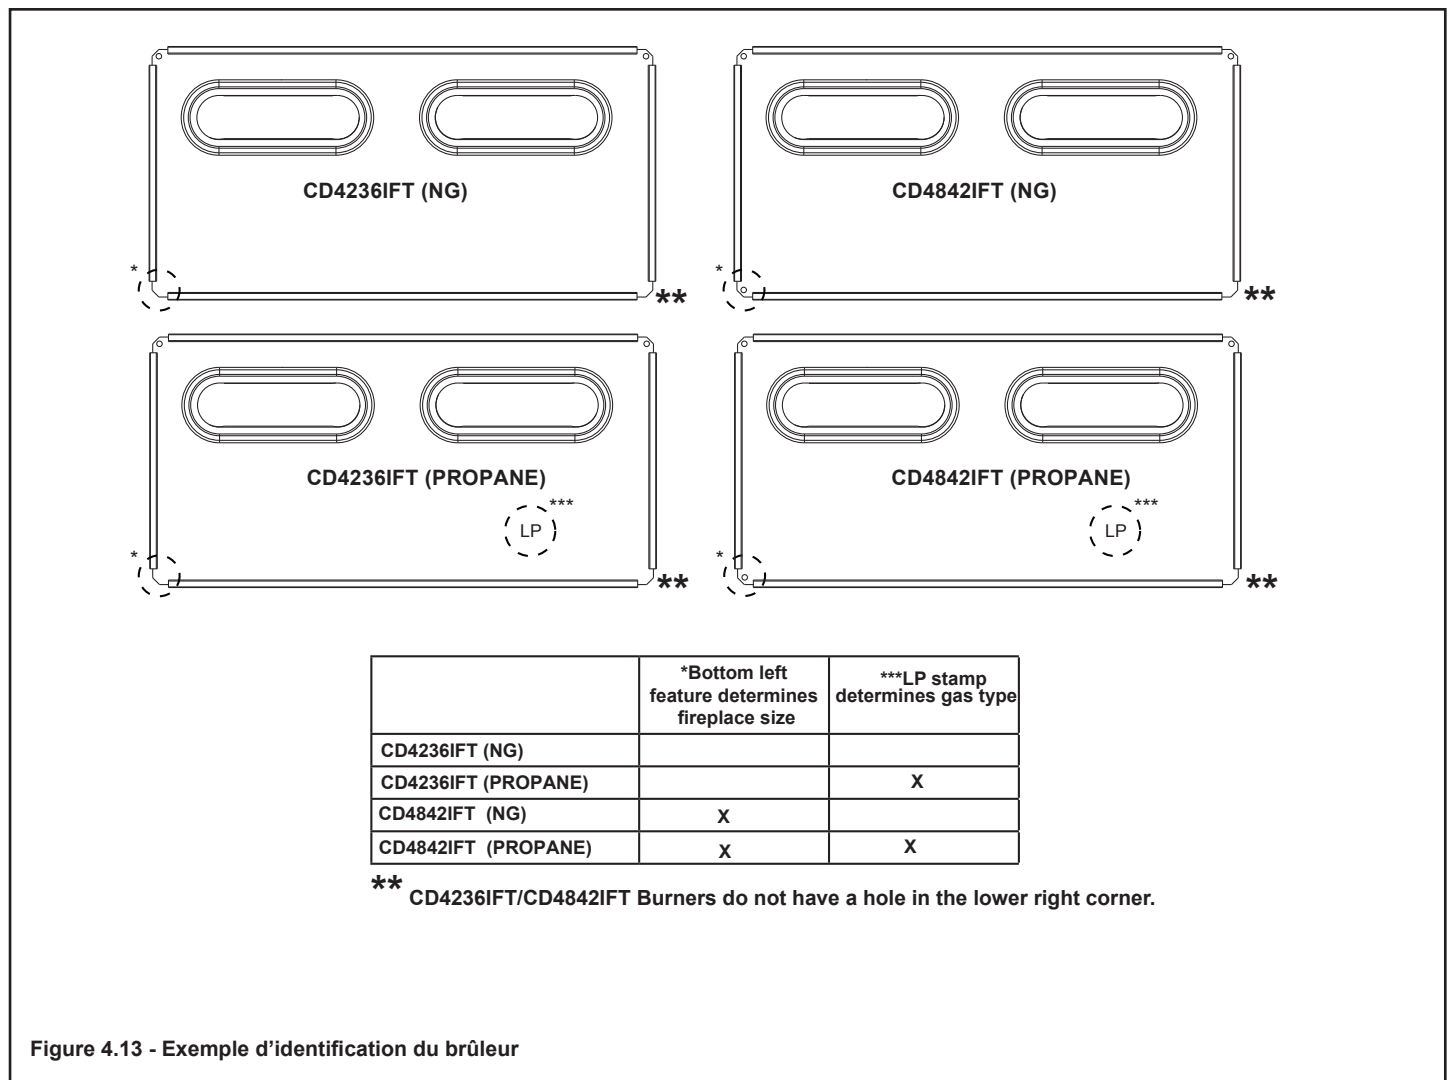 CD4236IFT (NG)
*
**
CD4842IFT (NG)
*
**
CD4236IFT (PROPANE)
***
LP
*
**
CD4842IFT (PROPANE)
***
LP
*
**
*Bottom left
feature determines
fireplace size
***LP stamp
determines gas type
CD4236IFT (NG)
CD4236IFT (PROPANE) X
CD4842IFT (NG) X
CD4842IFT (PROPANE) X X
** CD4236IFT/CD4842IFT Burners do not have a hole in the lower right corner.
Figure 4.13 - Exemple d’identification du brûleur